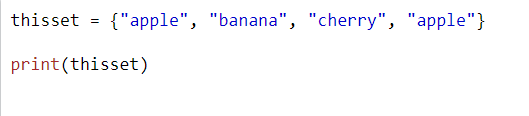 thisset = {"apple", "banana", "cherry", "apple"}
print(thisset)